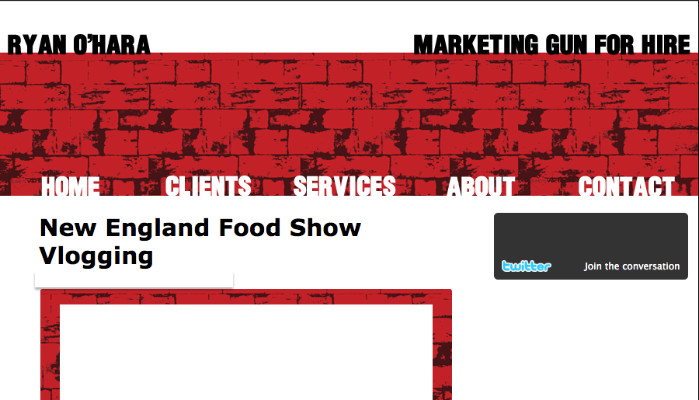 RYAN O'HARA
MARKETING GUN FOR HIRE
HOME CLIENTS SERVICES ABOUT CONTACT
New England Food Show
Vlogging
twitter
Join the conversation